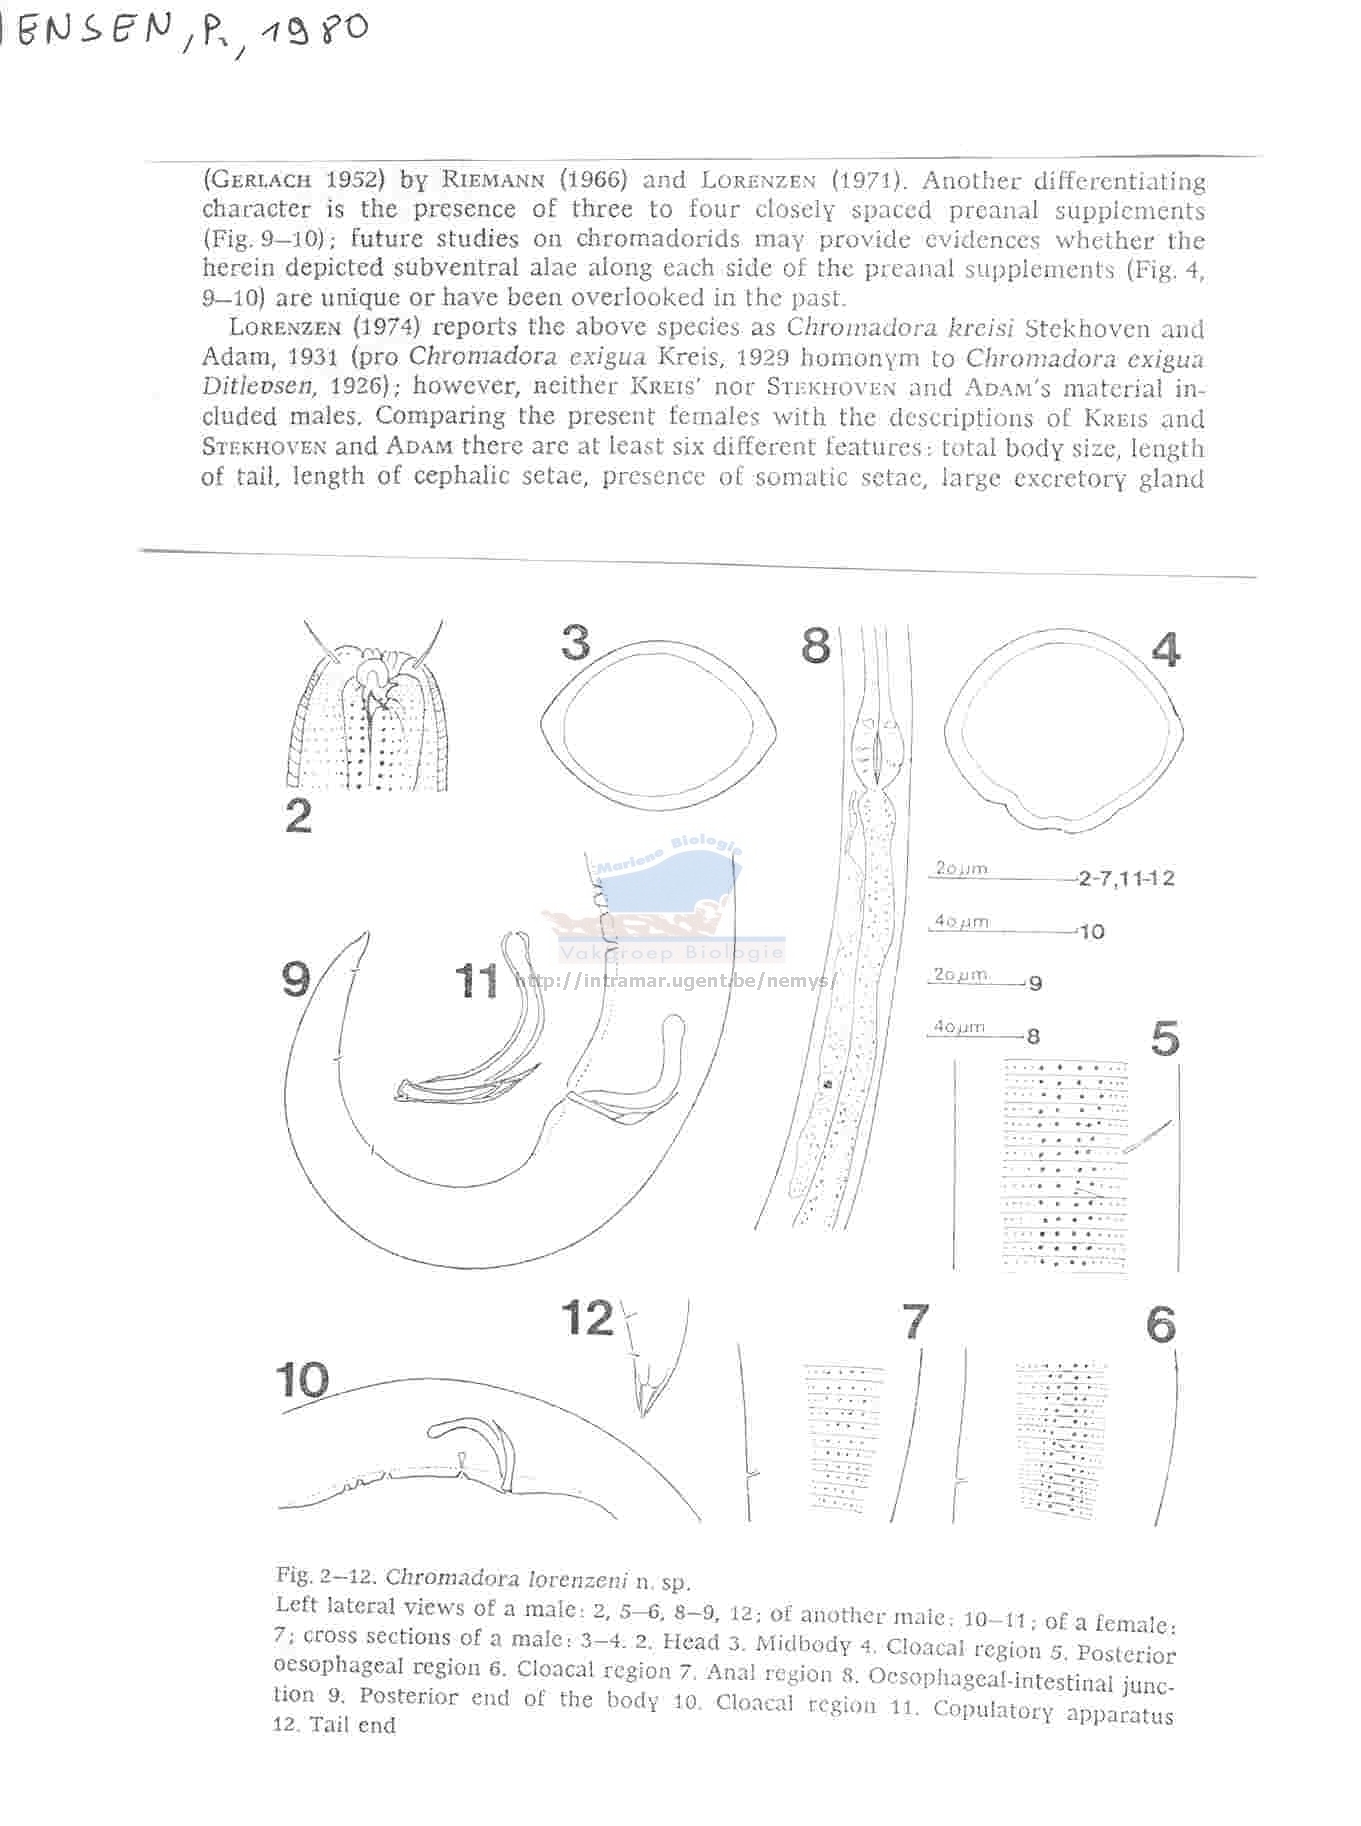 JENSEN, P., 1980
(GERLACH 1952) by RIEMANN (1966) and LORENZEN (1971). Another differentiating
character is the presence of three to four closely spaced preanal supplements
(Fig. 9–10); future studies on chromadorids may provide evidences whether the
herein depicted subventral alae along each side of the preanal supplements (Fig. 4,
9–10) are unique or have been overlooked in the past.
LORENZEN (1974) reports the above species as Chromadora kreisi Stekhoven and
Adam, 1931 (pro Chromadora exigua Kreis, 1929 homonym to Chromadora exigua
Ditlevsen, 1926); however, neither KREIS' nor STEKHOVEN and ADAM's material in-
cluded males. Comparing the present females with the descriptions of KREIS and
STEKHOVEN and ADAM there are at least six different features: total body size, length
of tail, length of cephalic setae, presence of somatic setae, large excretory gland
3
8
4
2
Mariene Biologie
20 µm 2-7,11-12
40 µm 10
Vakgroep Biologie
9
11
http://intramar.ugent.be/nemys/
20 µm 9
40 µm 8
5
12
7
6
10
Fig. 2–12. Chromadora lorenzeni n. sp.
Left lateral views of a male: 2, 5–6, 8–9, 12; of another male: 10–11; of a female:
7; cross sections of a male: 3–4. 2. Head 3. Midbody 4. Cloacal region 5. Posterior
oesophageal region 6. Cloacal region 7. Anal region 8. Oesophageal-intestinal junc-
tion 9. Posterior end of the body 10. Cloacal region 11. Copulatory apparatus
12. Tail end